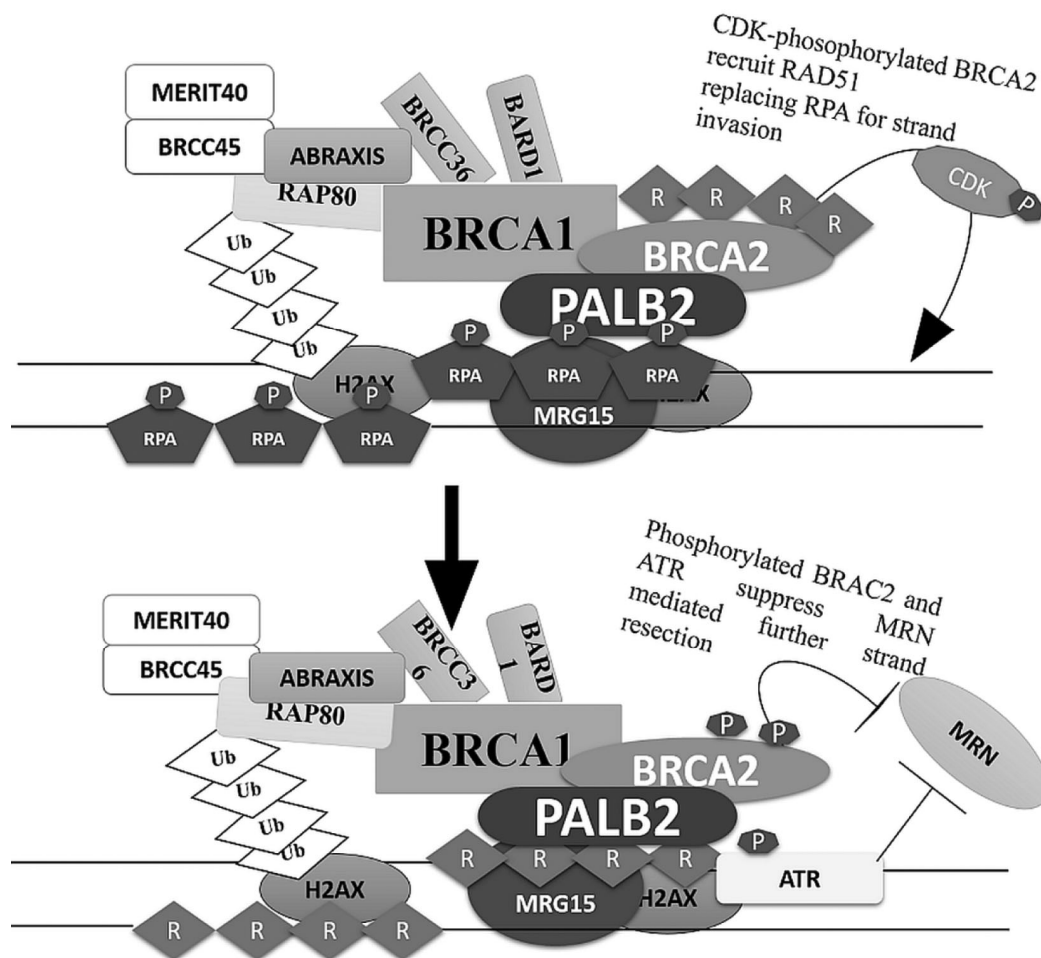 CDK-phosophorylated BRCA2
recruit RAD51
replacing RPA for strand
invasion
MERIT40
BRCC45
ABRAXIS
RAP80
BRCC36
BARD1
BRCA1
R R R R
BRCA2
CDK
P
PALB2
Ub
Ub
Ub
Ub
H2AX
P P P
RPA RPA RPA
H2AX
MRG15
P P P
RPA RPA RPA
Phosphorylated BRAC2 and
ATR suppress MRN
mediated further strand
resection
MERIT40
BRCC45
ABRAXIS
RAP80
BRCC3
6
BARD
1
BRCA1
P P
BRCA2
MRN
PALB2
Ub
Ub
Ub
Ub
R R R R
P
ATR
H2AX
MRG15
H2AX
R R R R